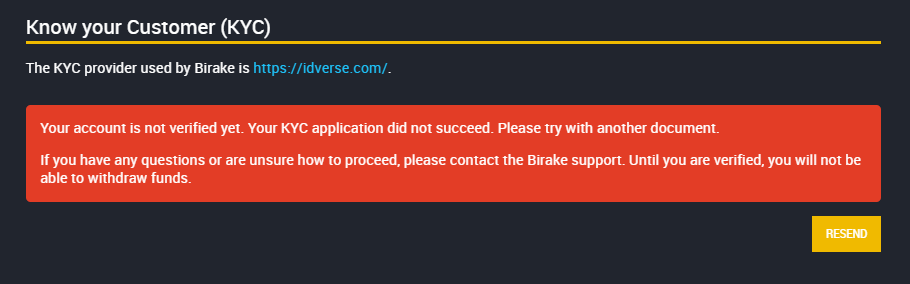 Know your Customer (KYC)
The KYC provider used by Birake is https://idverse.com/.
Your account is not verified yet. Your KYC application did not succeed. Please try with another document.
If you have any questions or are unsure how to proceed, please contact the Birake support. Until you are verified, you will not be
able to withdraw funds.
RESEND